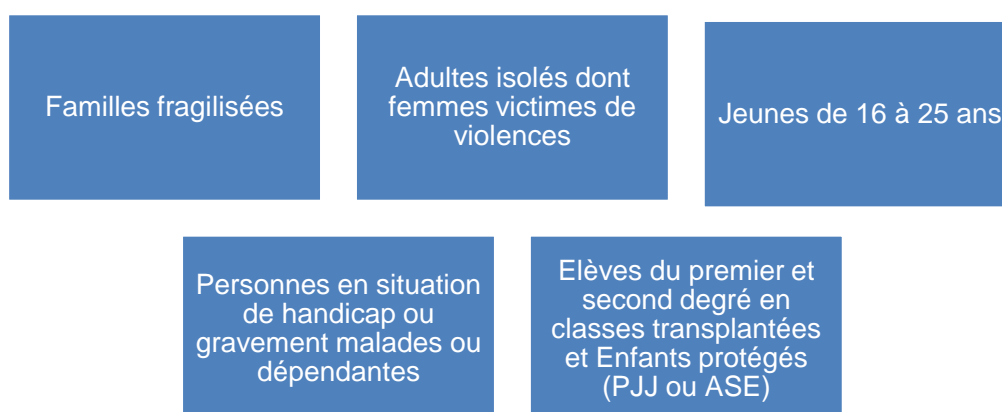 Familles fragilisées
Adultes isolés dont
femmes victimes de
violences
Jeunes de 16 à 25 ans
Personnes en situation
de handicap ou
gravement malades ou
dépendantes
Elèves du premier et
second degré en
classes transplantées
et Enfants protégés
(PJJ ou ASE)